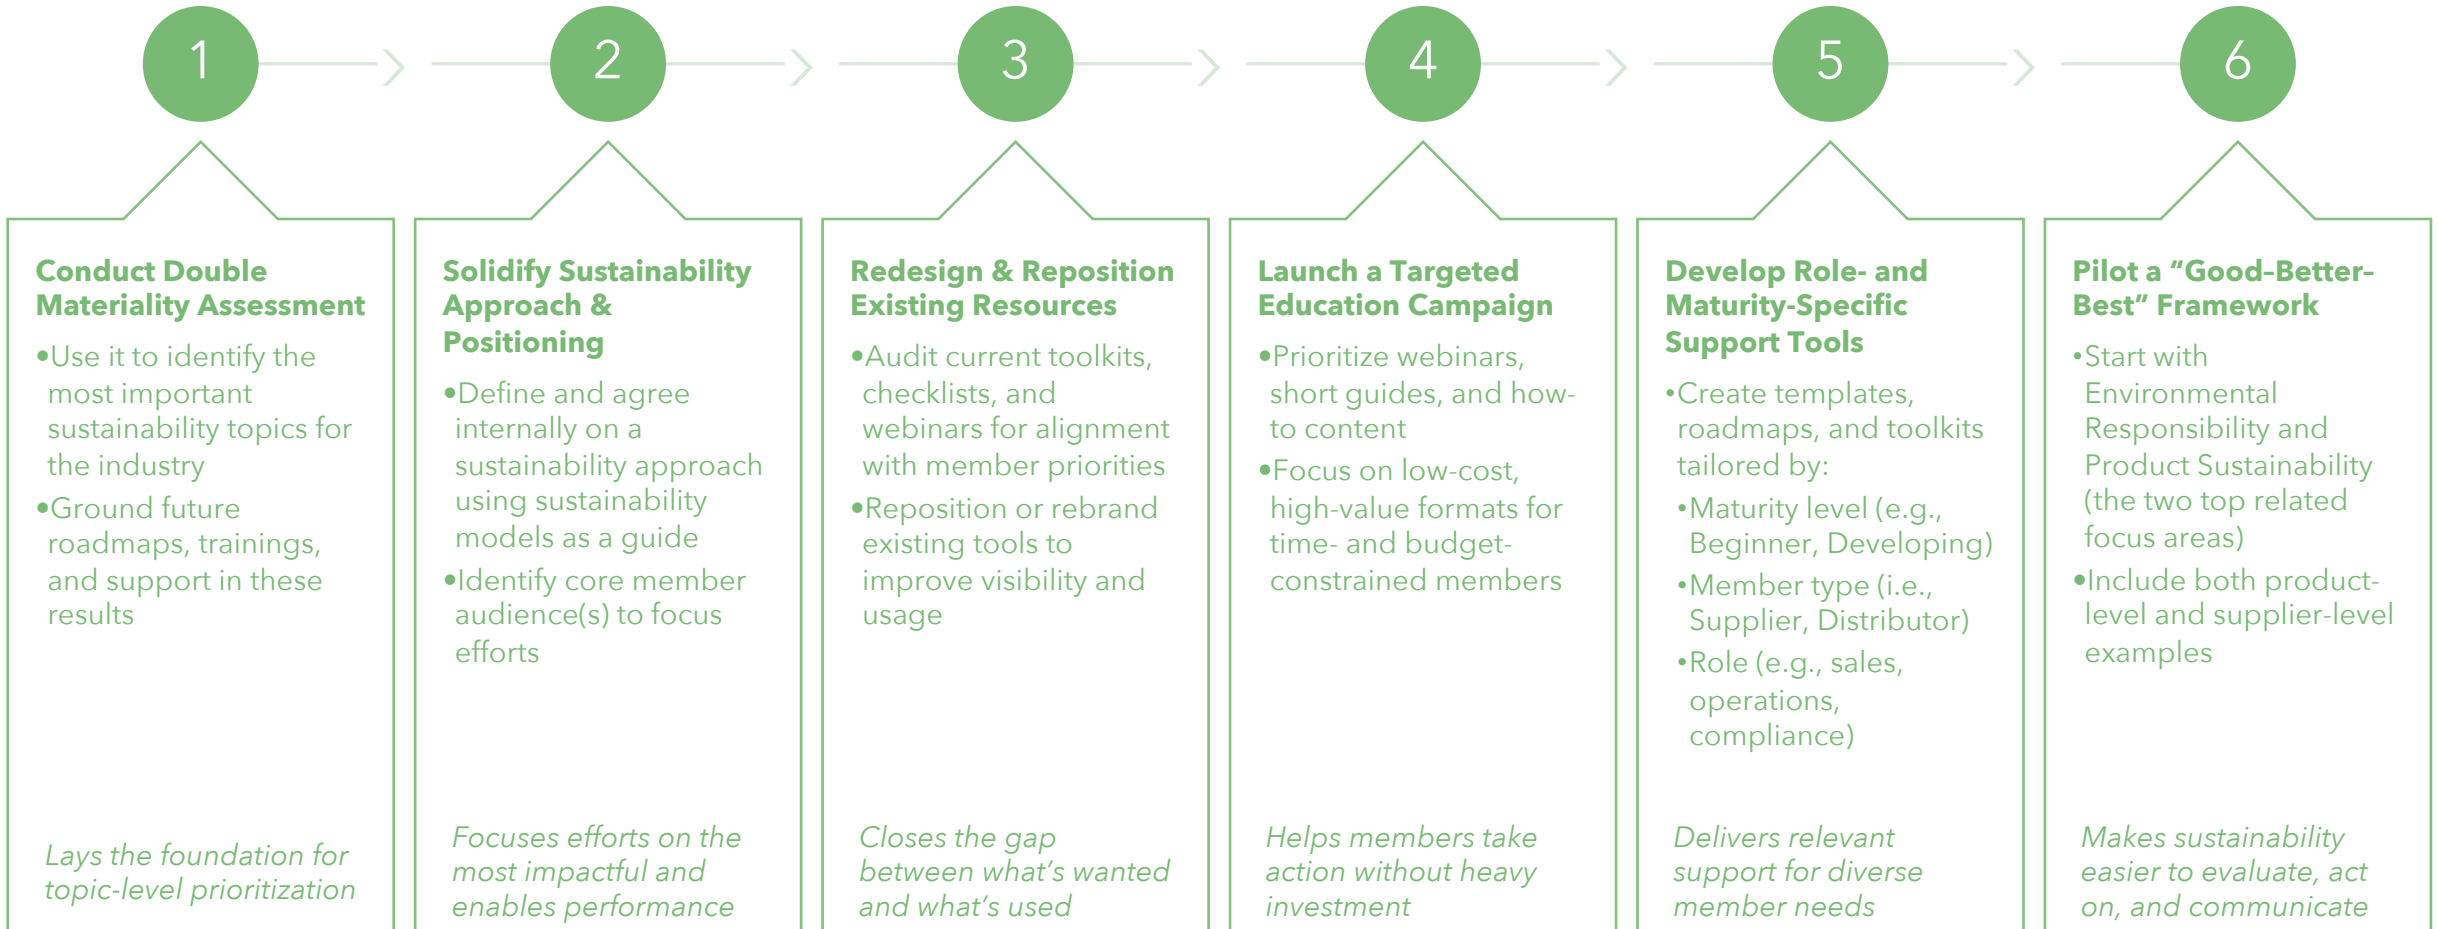 1
Conduct Double
Materiality Assessment
•Use it to identify the
most important
sustainability topics for
the industry
•Ground future
roadmaps, trainings,
and support in these
results
Lays the foundation for
topic-level prioritization
2
Solidify Sustainability
Approach &
Positioning
•Define and agree
internally on a
sustainability approach
using sustainability
models as a guide
•Identify core member
audience(s) to focus
efforts
Focuses efforts on the
most impactful and
enables performance
3
Redesign & Reposition
Existing Resources
•Audit current toolkits,
checklists, and
webinars for alignment
with member priorities
•Reposition or rebrand
existing tools to
improve visibility and
usage
Closes the gap
between what’s wanted
and what’s used
4
Launch a Targeted
Education Campaign
•Prioritize webinars,
short guides, and how-
to content
•Focus on low-cost,
high-value formats for
time- and budget-
constrained members
Helps members take
action without heavy
investment
5
Develop Role- and
Maturity-Specific
Support Tools
•Create templates,
roadmaps, and toolkits
tailored by:
•Maturity level (e.g.,
Beginner, Developing)
•Member type (i.e.,
Supplier, Distributor)
•Role (e.g., sales,
operations,
compliance)
Delivers relevant
support for diverse
member needs
6
Pilot a “Good–Better–
Best” Framework
•Start with
Environmental
Responsibility and
Product Sustainability
(the two top related
focus areas)
•Include both product-
level and supplier-level
examples
Makes sustainability
easier to evaluate, act
on, and communicate